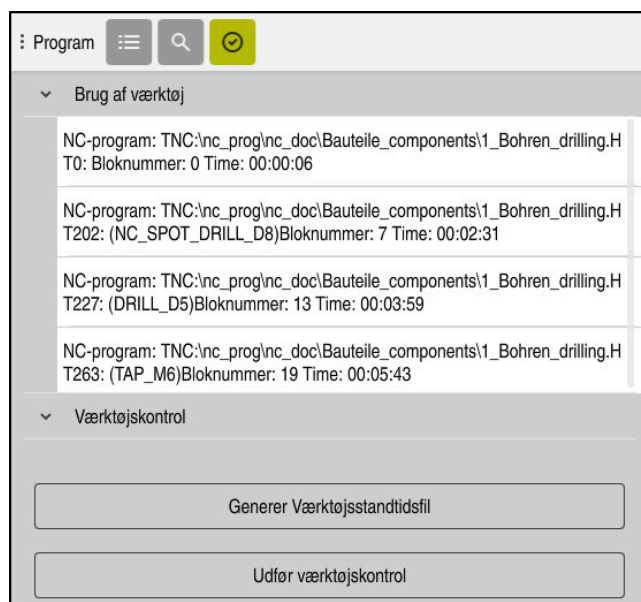 Program
Brug af værktøj
NC-program: TNC:\nc_prog\nc_doc\Bauteile_components\1_Bohren_drilling.H
T0: Bloknummer: 0 Time: 00:00:06
NC-program: TNC:\nc_prog\nc_doc\Bauteile_components\1_Bohren_drilling.H
T202: (NC_SPOT_DRILL_D8)Bloknummer: 7 Time: 00:02:31
NC-program: TNC:\nc_prog\nc_doc\Bauteile_components\1_Bohren_drilling.H
T227: (DRILL_D5)Bloknummer: 13 Time: 00:03:59
NC-program: TNC:\nc_prog\nc_doc\Bauteile_components\1_Bohren_drilling.H
T263: (TAP_M6)Bloknummer: 19 Time: 00:05:43
Værktøjskontrol
Generer Værktøjsstandtidsfil
Udfør værktøjskontrol